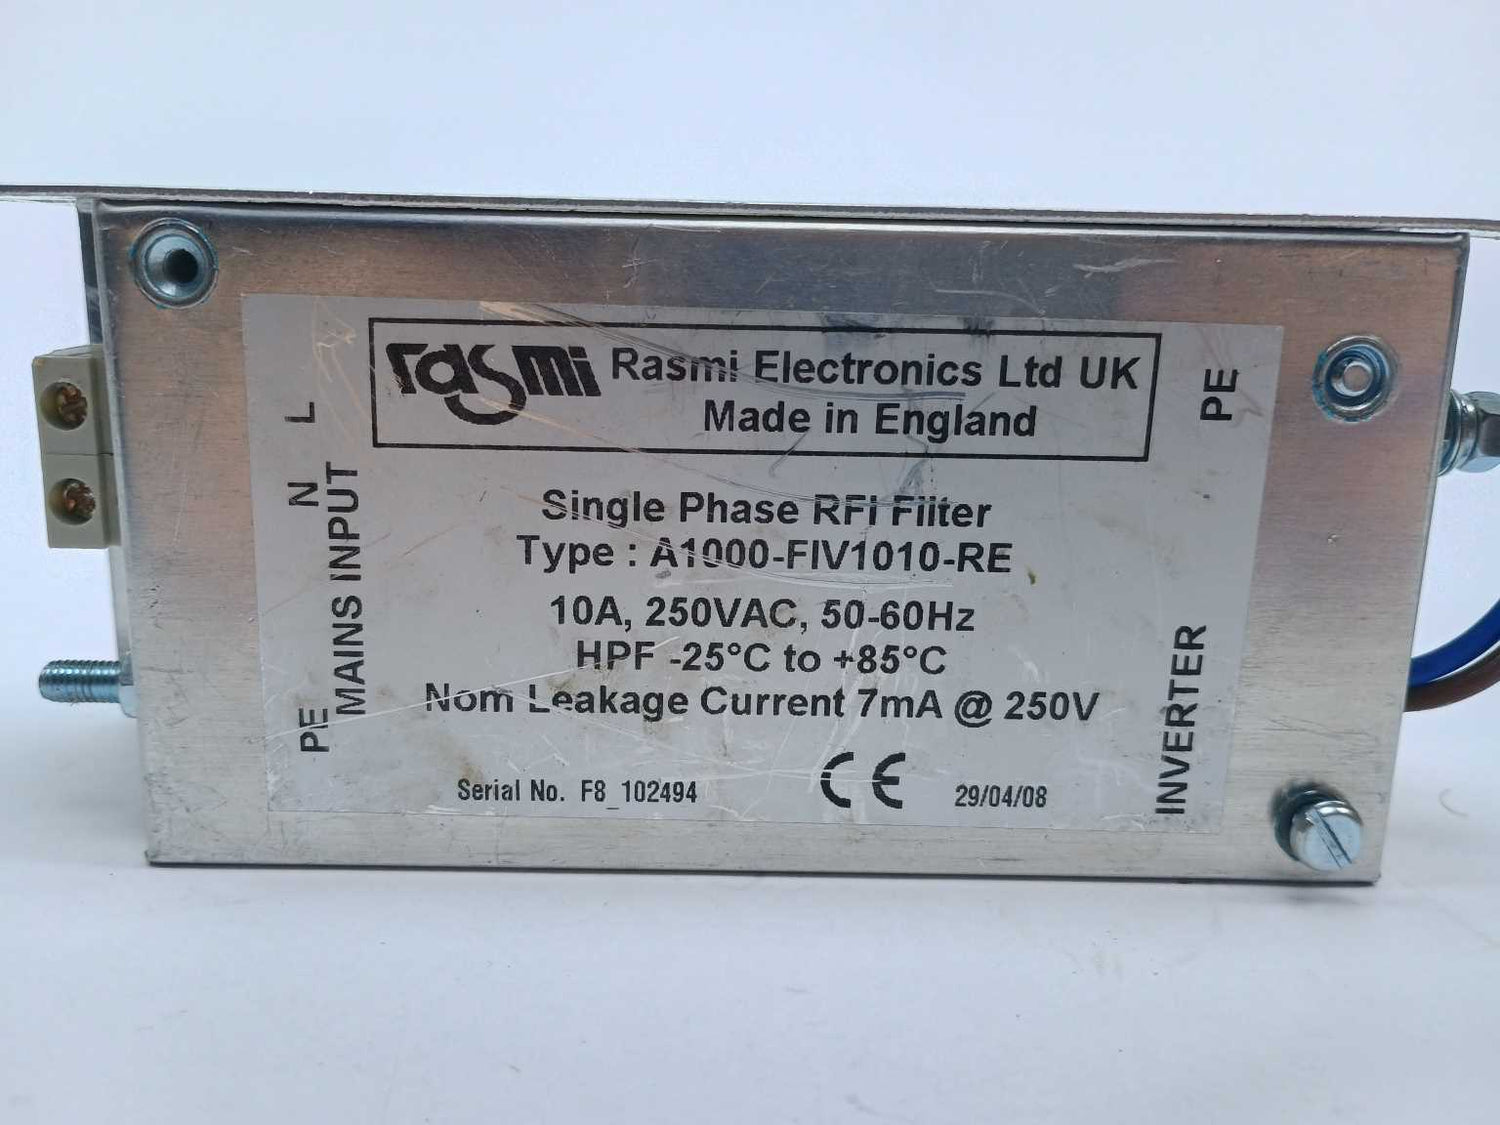 rasmi Rasmi Electronics Ltd UK
Made in England
Single Phase RFI Filter
Type : A1000-FIV1010-RE
10A, 250VAC, 50-60Hz
HPF -25°C to +85°C
Nom Leakage Current 7mA @ 250V
Serial No. F8_102494
CE
29/04/08
L
N
MAINS INPUT
PE
PE
INVERTER